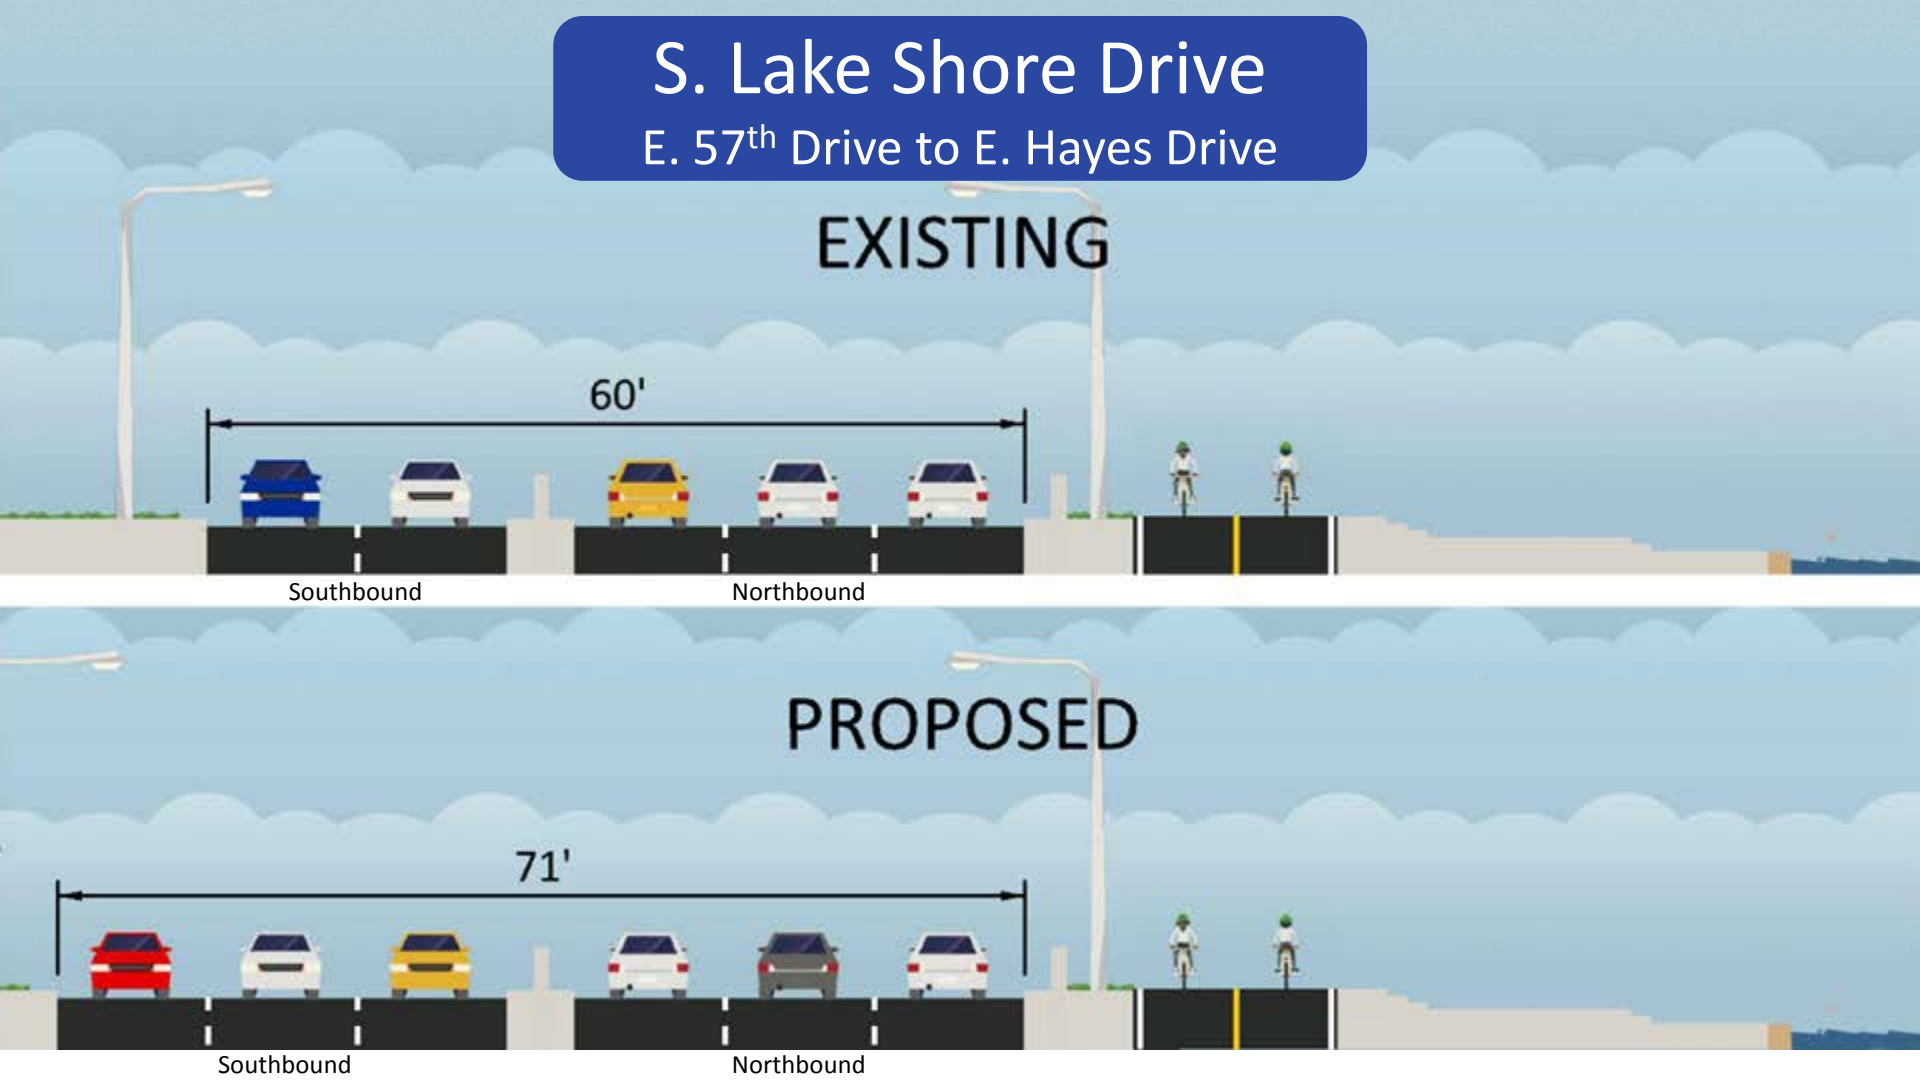 S. Lake Shore Drive
E. 57th Drive to E. Hayes Drive
EXISTING
60'
Southbound
Northbound
PROPOSED
71'
Southbound
Northbound